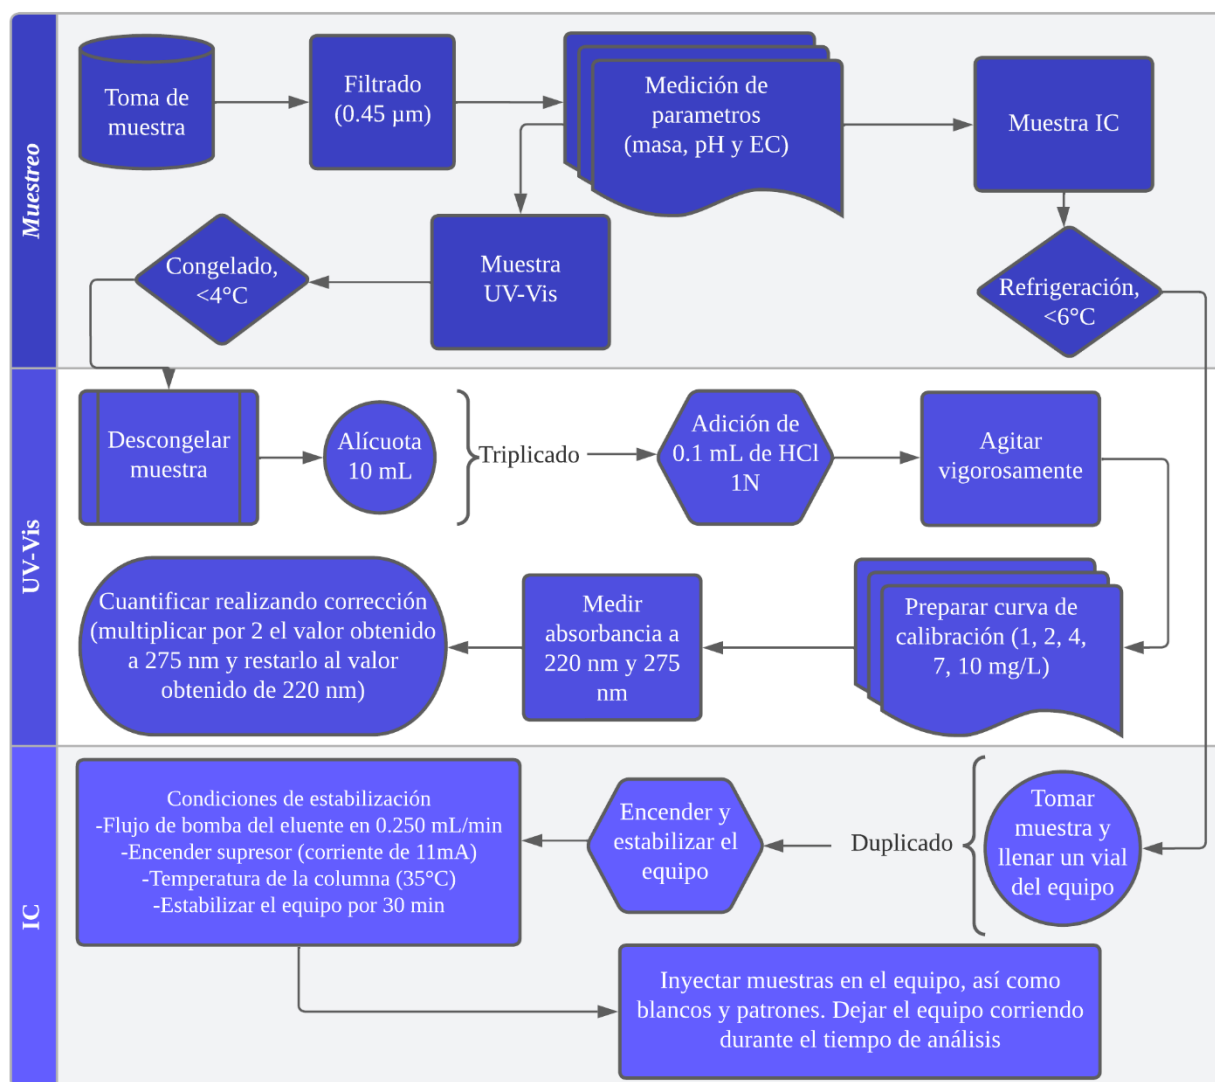 Muestreo
Toma de
muestra
Filtrado
(0.45 µm)
Medición de
parametros
(masa, pH y EC)
Muestra IC
Muestra
UV-Vis
Congelado,
<4°C
Refrigeración,
<6°C
UV-Vis
Descongelar
muestra
Alícuota
10 mL
Triplicado
Adición de
0.1 mL de HCl
1N
Agitar
vigorosamente
Preparar curva de
calibración (1, 2, 4,
7, 10 mg/L)
Medir
absorbancia a
220 nm y 275
nm
Cuantificar realizando corrección
(multiplicar por 2 el valor obtenido
a 275 nm y restarlo al valor
obtenido de 220 nm)
IC
Tomar
muestra y
llenar un vial
del equipo
Duplicado
Encender y
estabilizar el
equipo
Condiciones de estabilización
-Flujo de bomba del eluente en 0.250 mL/min
-Encender supresor (corriente de 11mA)
-Temperatura de la columna (35°C)
-Estabilizar el equipo por 30 min
Inyectar muestras en el equipo, así como
blancos y patrones. Dejar el equipo corriendo
durante el tiempo de análisis